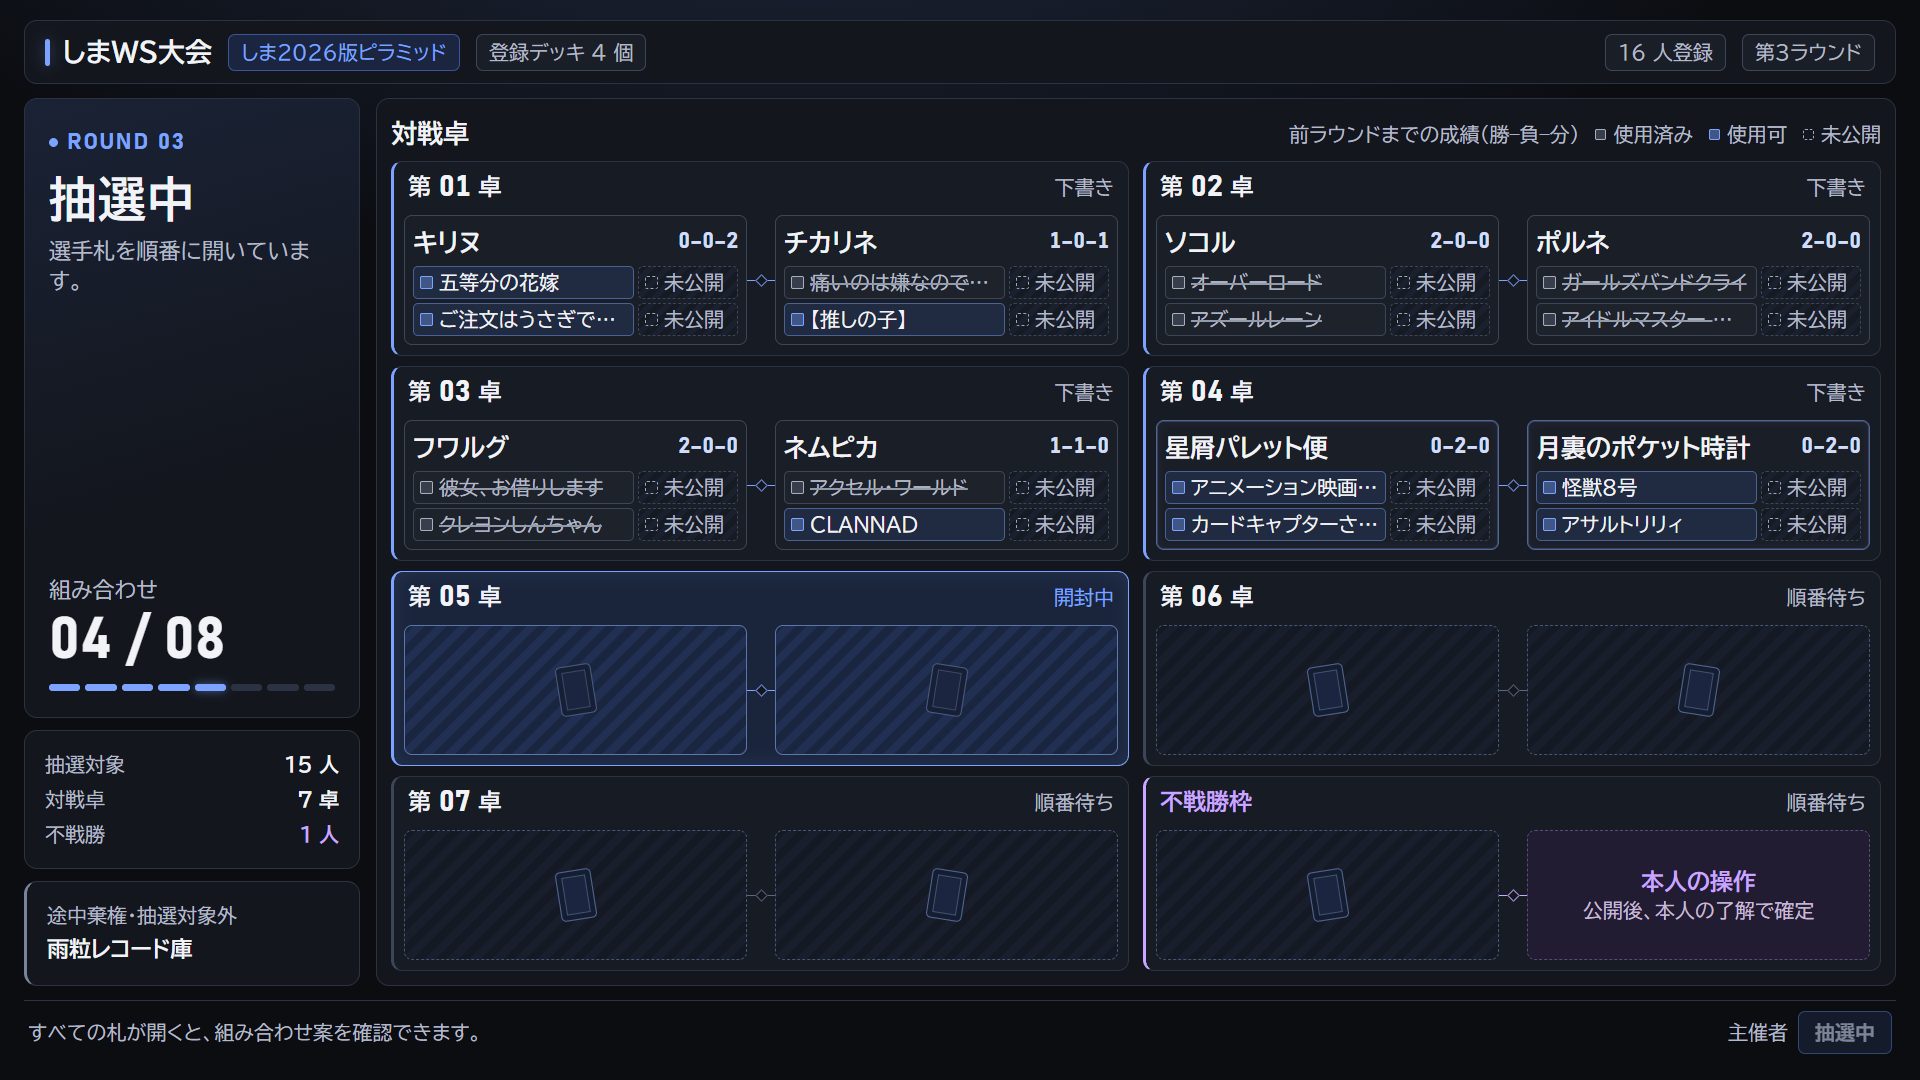 しまWS大会
しま2026版ピラミッド
登録デッキ 4 個
16 人登録
第3ラウンド
ROUND 03
抽選中
選手札を順番に開いていま
す。
組み合わせ
04 / 08
抽選対象 15 人
対戦卓 7 卓
不戦勝 1 人
途中棄権・抽選対象外
雨粒レコード庫
対戦卓
前ラウンドまでの成績(勝–負–分) 使用済み 使用可 未公開
第 01 卓 下書き
キリヌ 0-0-2
五等分の花嫁 未公開
ご注文はうさぎで… 未公開
チカリネ 1-0-1
痛いのは嫌なので… 未公開
【推しの子】 未公開
第 02 卓 下書き
ソコル 2-0-0
オーバーロード 未公開
アズールレーン 未公開
ポルネ 2-0-0
ガールズバンドクライ 未公開
アイドルマスター … 未公開
第 03 卓 下書き
フワルグ 2-0-0
彼女、お借りします 未公開
クレヨンしんちゃん 未公開
ネムピカ 1-1-0
アクセル・ワールド 未公開
CLANNAD 未公開
第 04 卓 下書き
星屑パレット便 0-2-0
アニメーション映画… 未公開
カードキャプターさ… 未公開
月裏のポケット時計 0-2-0
怪獣8号 未公開
アサルトリリィ 未公開
第 05 卓 開封中
第 06 卓 順番待ち
第 07 卓 順番待ち
不戦勝枠 順番待ち
本人の操作
公開後、本人の了解で確定
すべての札が開くと、組み合わせ案を確認できます。
主催者 抽選中